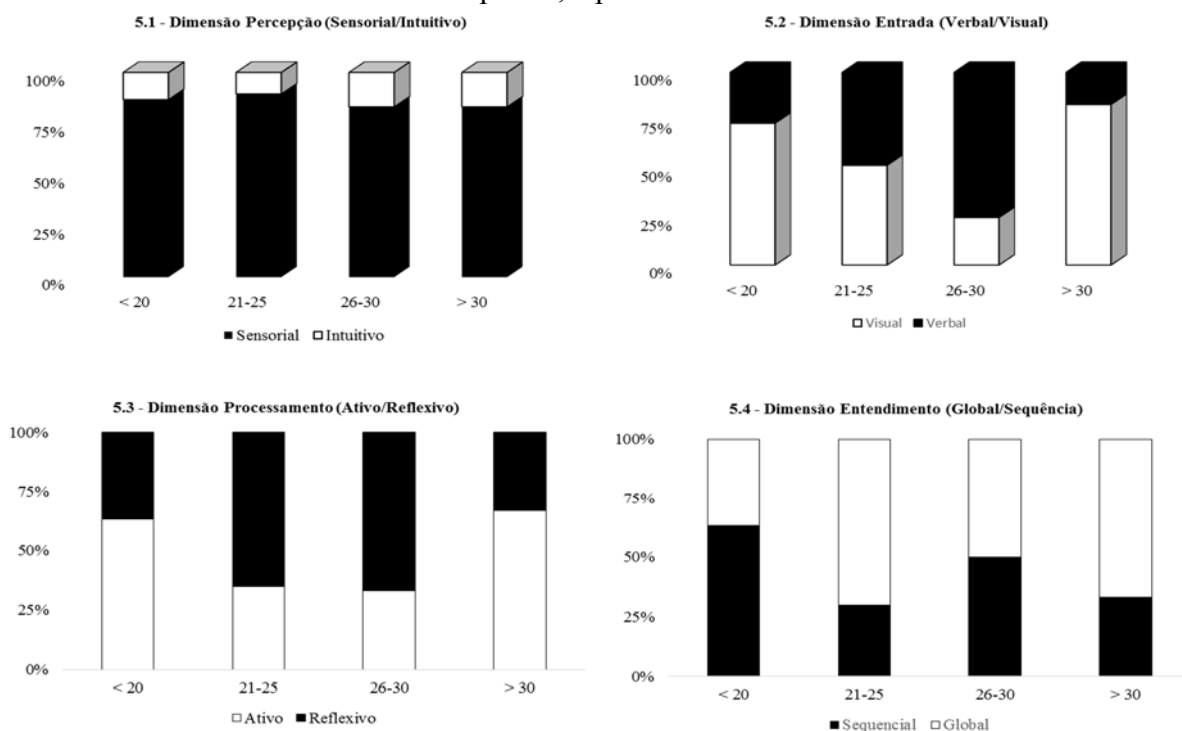 5.1 - Dimensão Percepção (Sensorial/Intuitivo)
100%
75%
50%
25%
0%
< 20 21-25 26-30 > 30
Sensorial Intuitivo
5.2 - Dimensão Entrada (Verbal/Visual)
100%
75%
50%
25%
0%
< 20 21-25 26-30 > 30
Visual Verbal
5.3 - Dimensão Processamento (Ativo/Reflexivo)
100%
75%
50%
25%
0%
< 20 21-25 26-30 > 30
Ativo Reflexivo
5.4 - Dimensão Entendimento (Global/Sequência)
100%
75%
50%
25%
0%
< 20 21-25 26-30 > 30
Sequencial Global